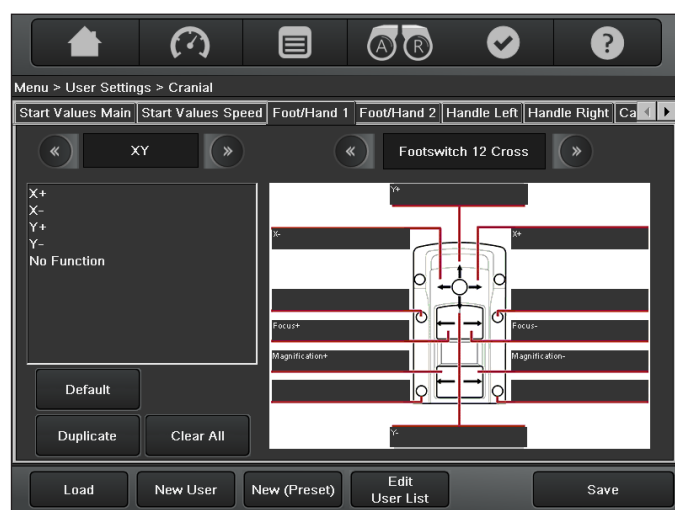 A R ?
Menu > User Settings > Cranial
Start Values Main Start Values Speed Foot/Hand 1 Foot/Hand 2 Handle Left Handle Right Ca
« XY » « Footswitch 12 Cross »
X+
X-
Y+
Y-
No Function
Y+
X- X+
Focus+ Focus-
Magnification+ Magnification-
Y-
Default
Duplicate Clear All
Load New User New (Preset) Edit User List Save